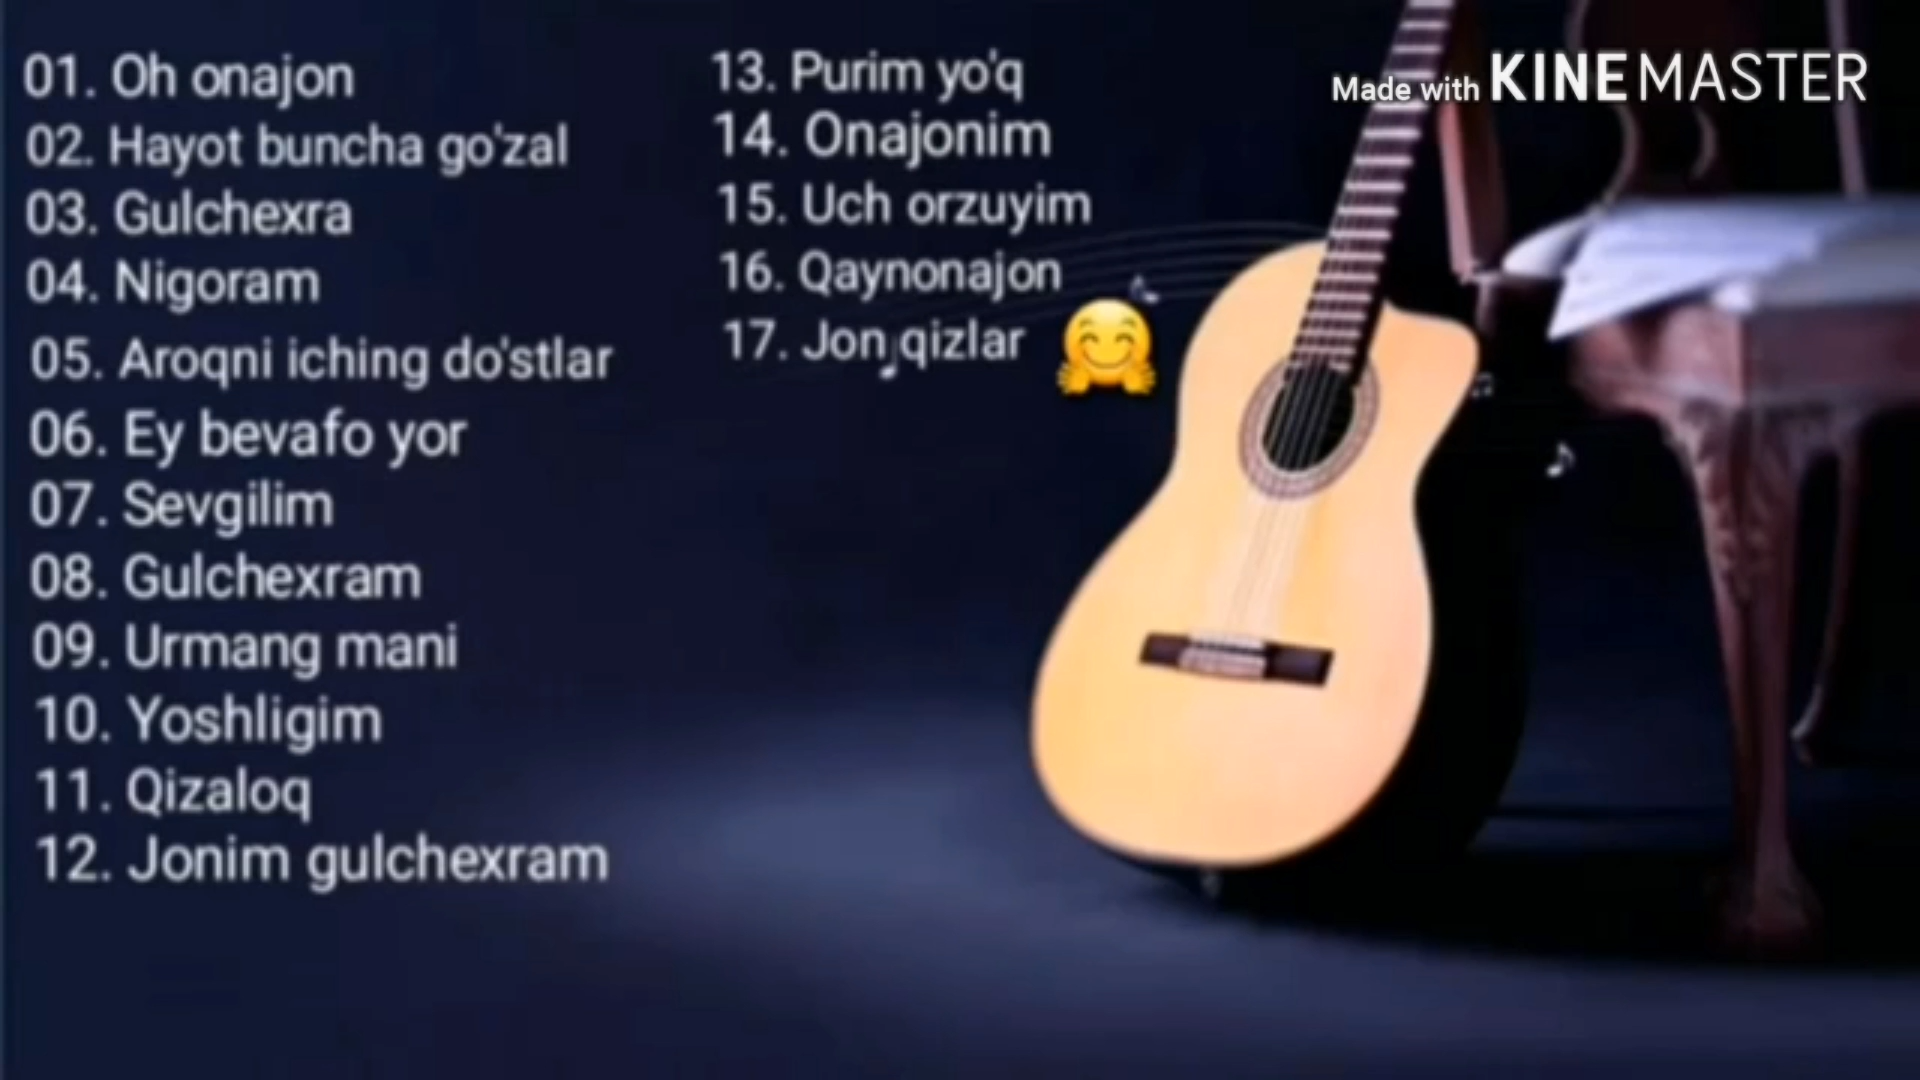 01. Oh onajon
02. Hayot buncha go'zal
03. Gulchexra
04. Nigoram
05. Aroqni iching do'stlar
06. Ey bevafo yor
07. Sevgilim
08. Gulchexram
09. Urmang mani
10. Yoshligim
11. Qizaloq
12. Jonim gulchexram
13. Purim yo'q
14. Onajonim
15. Uch orzuyim
16. Qaynonajon
17. Jon qizlar
Made with KINEMASTER